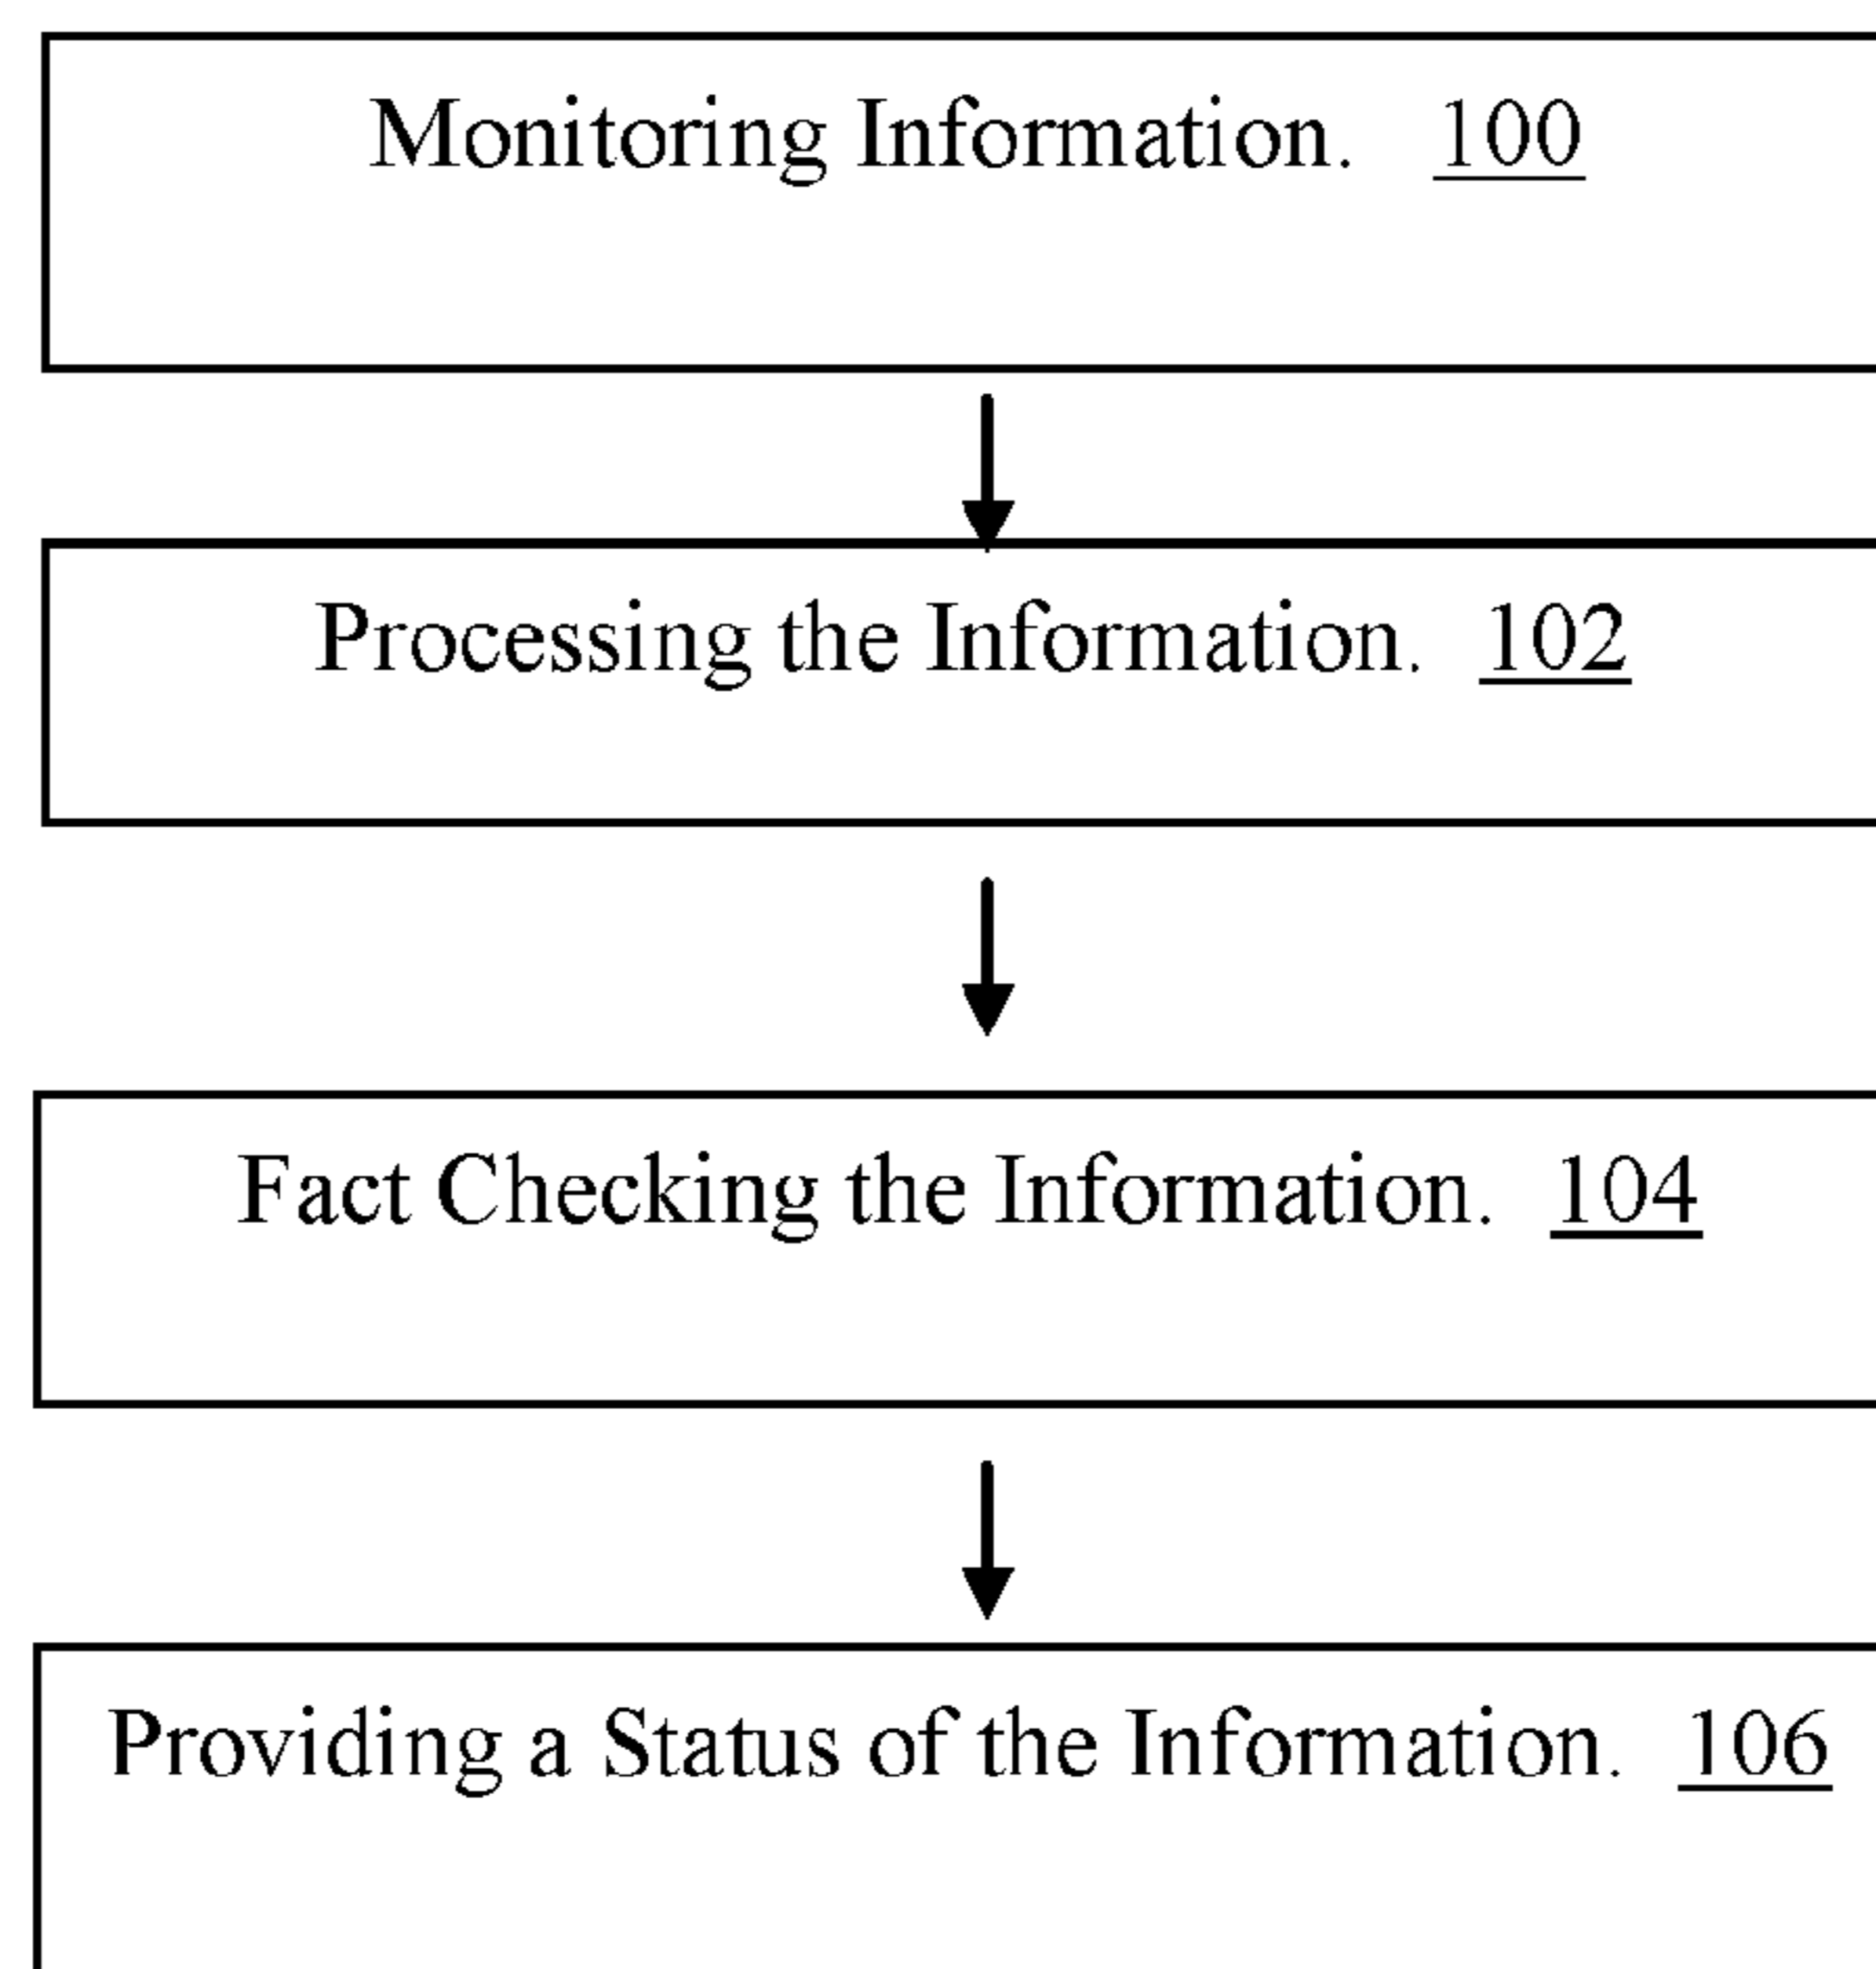 Monitoring Information. 100
Processing the Information. 102
Fact Checking the Information. 104
Providing a Status of the Information. 106